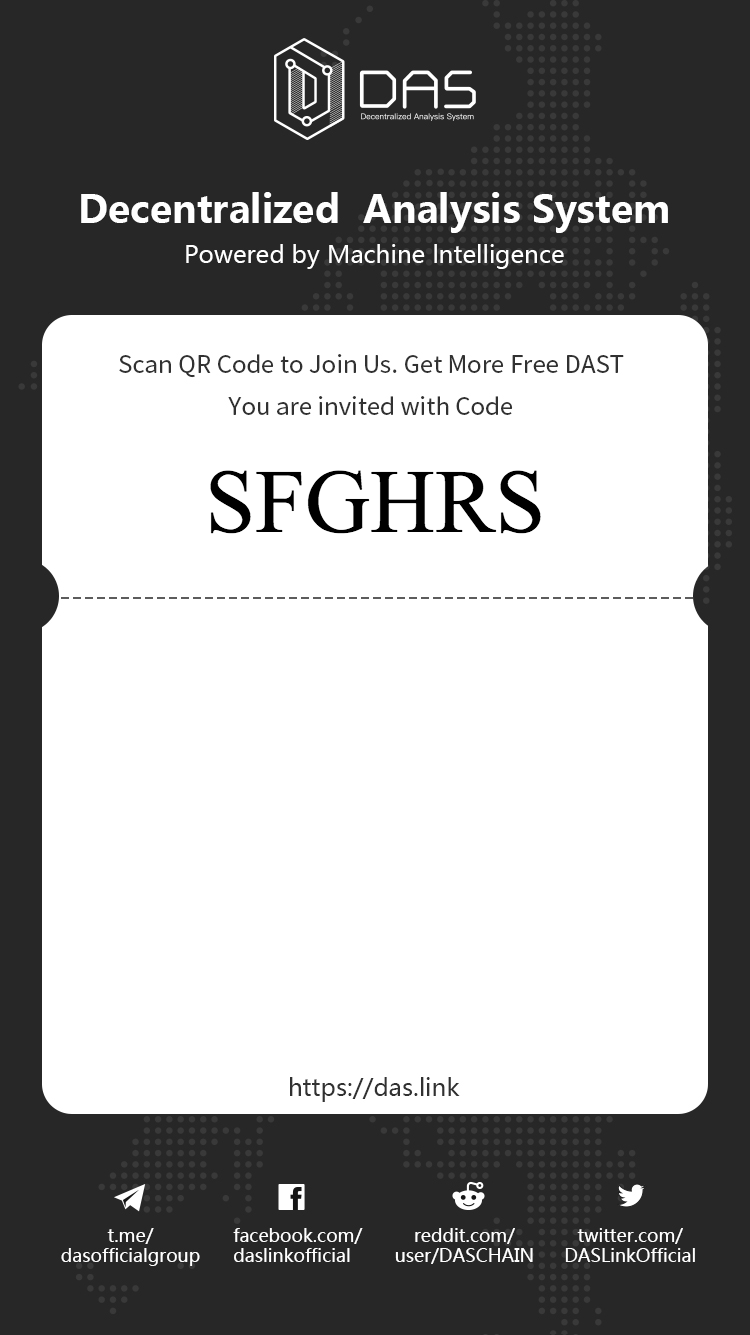 DAS
Decentralized Analysis System
Decentralized Analysis System
Powered by Machine Intelligence
Scan QR Code to Join Us. Get More Free DAST
You are invited with Code
SFGHRS
https://das.link
t.me/
dasofficialgroup
facebook.com/
daslinkofficial
reddit.com/
user/DASCHAIN
twitter.com/
DASLinkOfficial